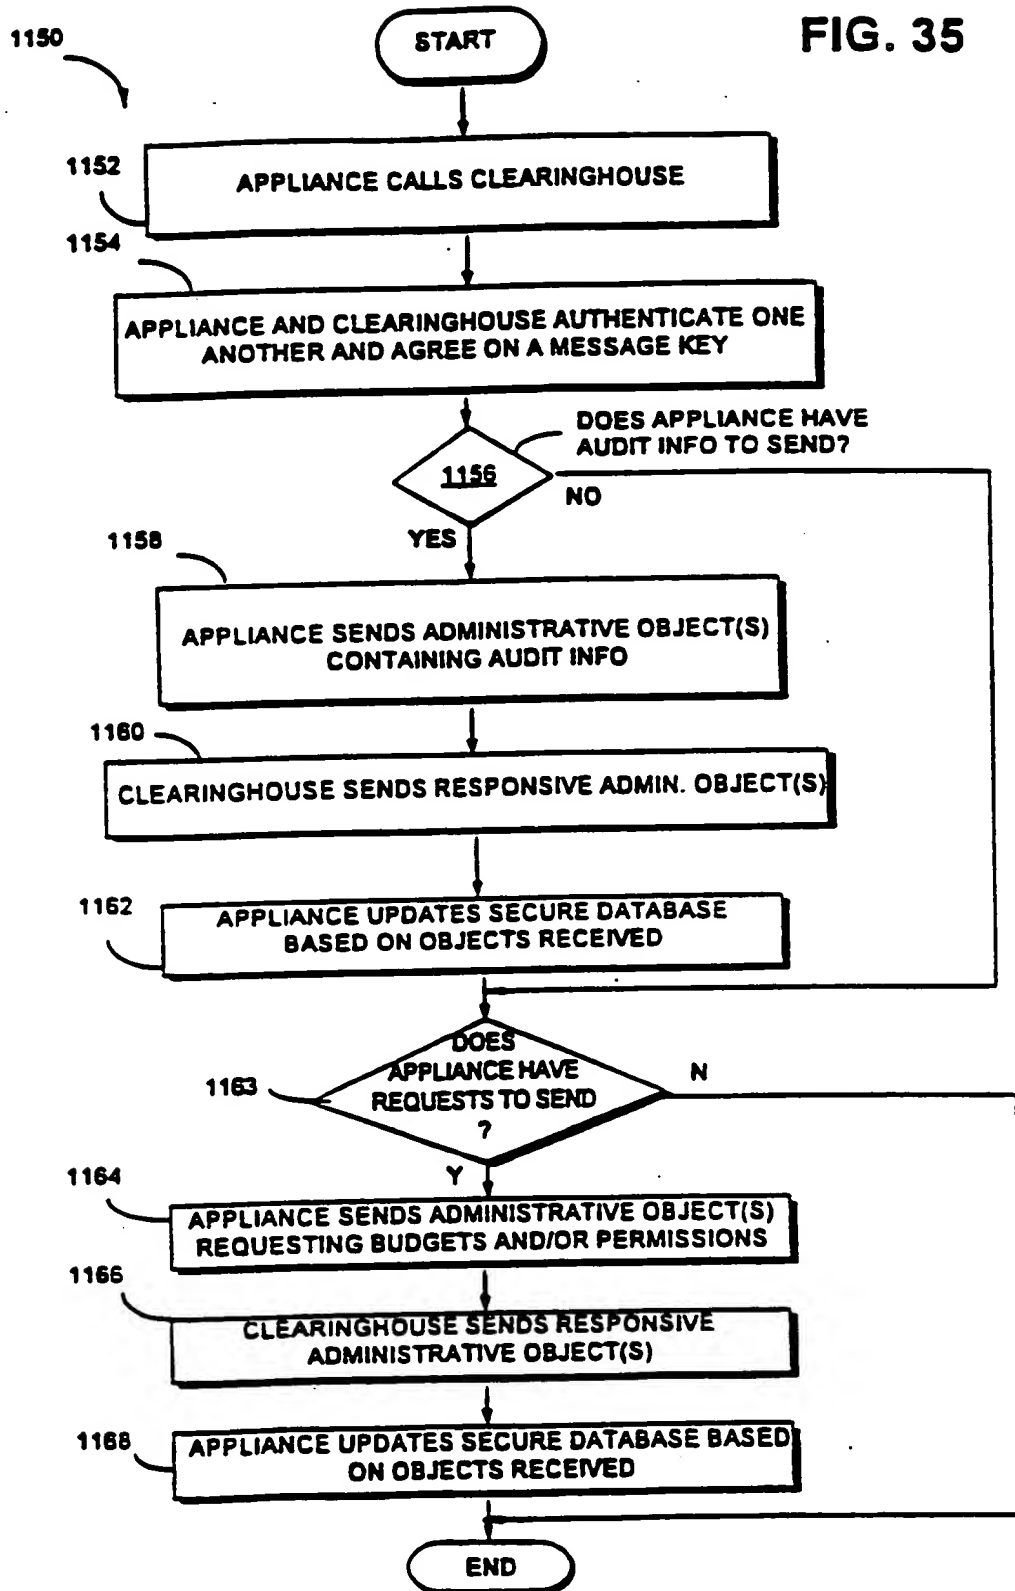 FIG. 35
1150
START
1152
APPLIANCE CALLS CLEARINGHOUSE
1154
APPLIANCE AND CLEARINGHOUSE AUTHENTICATE ONE
ANOTHER AND AGREE ON A MESSAGE KEY
DOES APPLIANCE HAVE
AUDIT INFO TO SEND?
1156
NO
YES
1158
APPLIANCE SENDS ADMINISTRATIVE OBJECT(S)
CONTAINING AUDIT INFO
1160
CLEARINGHOUSE SENDS RESPONSIVE ADMIN. OBJECT(S)
1162
APPLIANCE UPDATES SECURE DATABASE
BASED ON OBJECTS RECEIVED
DOES
APPLIANCE HAVE
REQUESTS TO SEND
?
1163
N
Y
1164
APPLIANCE SENDS ADMINISTRATIVE OBJECT(S)
REQUESTING BUDGETS AND/OR PERMISSIONS
1166
CLEARINGHOUSE SENDS RESPONSIVE
ADMINISTRATIVE OBJECT(S)
1168
APPLIANCE UPDATES SECURE DATABASE BASED
ON OBJECTS RECEIVED
END